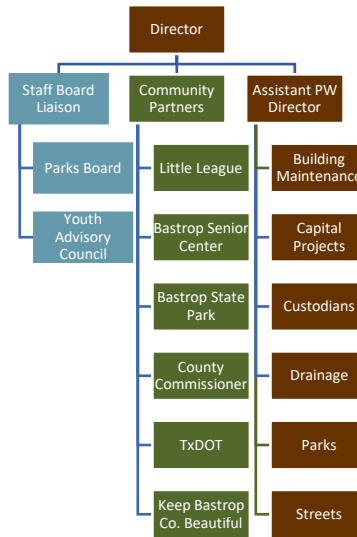 Director
Staff Board
Liaison
Community
Partners
Assistant PW
Director
Parks Board
Youth
Advisory
Council
Little League
Bastrop Senior
Center
Bastrop State
Park
County
Commissioner
TxDOT
Keep Bastrop
Co. Beautiful
Building
Maintenance
Capital
Projects
Custodians
Drainage
Parks
Streets